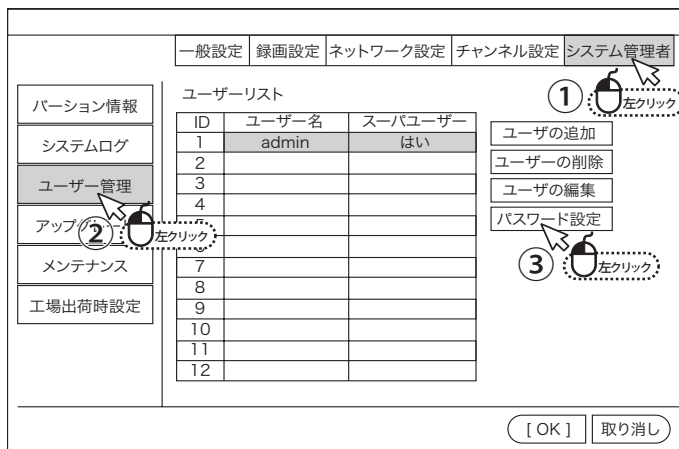 一般設定 録画設定 ネットワーク設定 チャンネル設定 システム管理者
① 左クリック
バージョン情報
システムログ
ユーザー管理
② 左クリック
メンテナンス
工場出荷時設定
ユーザーリスト
ID ユーザー名 スーパユーザー
1 admin はい
2
3
4
7
8
9
10
11
12
ユーザの追加
ユーザーの削除
ユーザの編集
パスワード設定
③ 左クリック
[ OK ] 取り消し